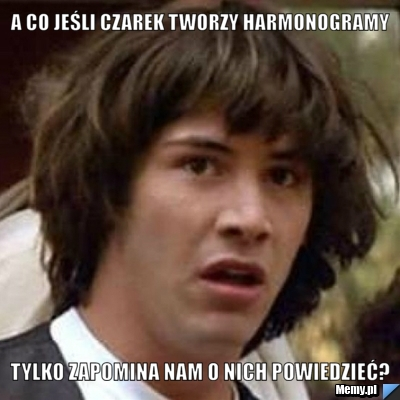 A CO JEŚLI CZAREK TWORZY HARMONOGRAMY
TYLKO ZAPOMINA NAM O NICH POWIEDZIEĆ?
Memy.pl